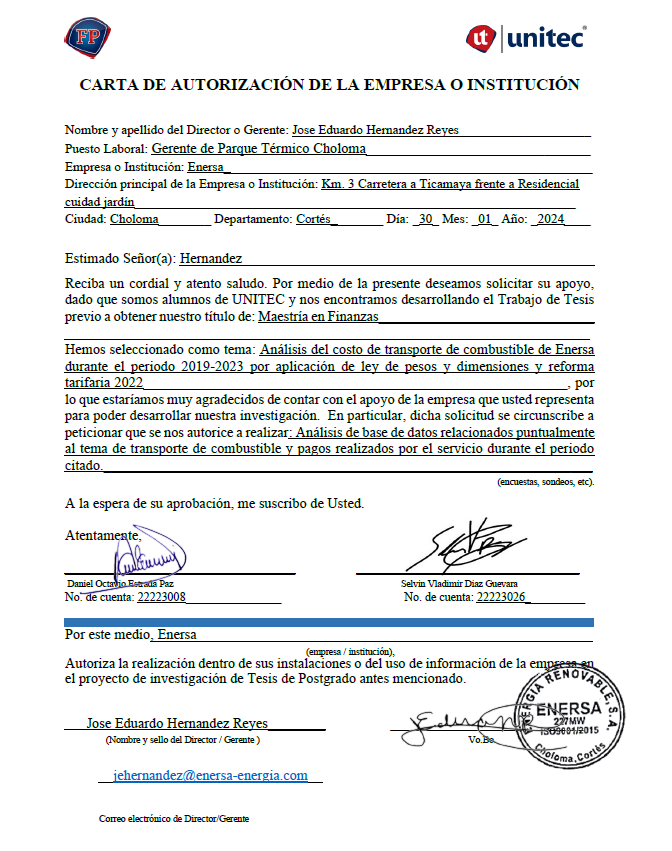 FP
ut unitec
CARTA DE AUTORIZACIÓN DE LA EMPRESA O INSTITUCIÓN
Nombre y apellido del Director o Gerente: Jose Eduardo Hernandez Reyes
Puesto Laboral: Gerente de Parque Térmico Choloma
Empresa o Institución: Enersa_
Dirección principal de la Empresa o Institución: Km. 3 Carretera a Ticamaya frente a Residencial
cuidad jardín
Ciudad: Choloma Departamento: Cortés_ Día: _30_ Mes: _01_ Año: _2024
Estimado Señor(a): Hernandez
Reciba un cordial y atento saludo. Por medio de la presente deseamos solicitar su apoyo,
dado que somos alumnos de UNITEC y nos encontramos desarrollando el Trabajo de Tesis
previo a obtener nuestro título de: Maestría en Finanzas
Hemos seleccionado como tema: Análisis del costo de transporte de combustible de Enersa
durante el periodo 2019-2023 por aplicación de ley de pesos y dimensiones y reforma
tarifaria 2022, por
lo que estaríamos muy agradecidos de contar con el apoyo de la empresa que usted representa
para poder desarrollar nuestra investigación. En particular, dicha solicitud se circunscribe a
peticionar que se nos autorice a realizar: Análisis de base de datos relacionados puntualmente
al tema de transporte de combustible y pagos realizados por el servicio durante el periodo
citado.
(encuestas, sondeos, etc).
A la espera de su aprobación, me suscribo de Usted.
Atentamente,
Daniel Octavio Estrada Paz Selvin Vladimir Diaz Guevara
No. de cuenta: 22223008 No. de cuenta: 22223026_
Por este medio, Enersa
(empresa / institución),
Autoriza la realización dentro de sus instalaciones o del uso de información de la empresa en
el proyecto de investigación de Tesis de Postgrado antes mencionado.
Jose Eduardo Hernandez Reyes
(Nombre y sello del Director / Gerente ) Vo.Bo.
ENERGIA RENOVABLE, S.A.
ENERSA
227MW
ISO9001/2015
Choloma, Cortés
jehernandez@enersa-energia.com
Correo electrónico de Director/Gerente